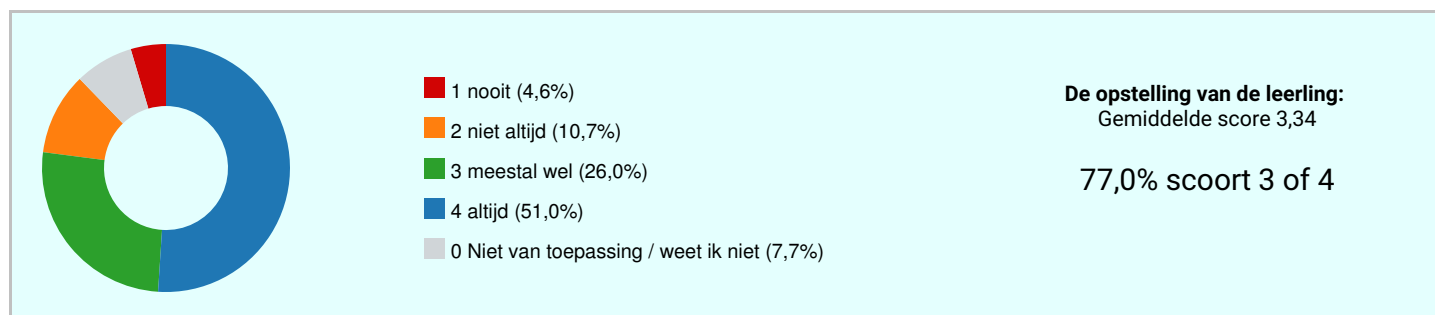 1 nooit (4,6%)
2 niet altijd (10,7%)
3 meestal wel (26,0%)
4 altijd (51,0%)
0 Niet van toepassing / weet ik niet (7,7%)
De opstelling van de leerling:
Gemiddelde score 3,34
77,0% scoort 3 of 4